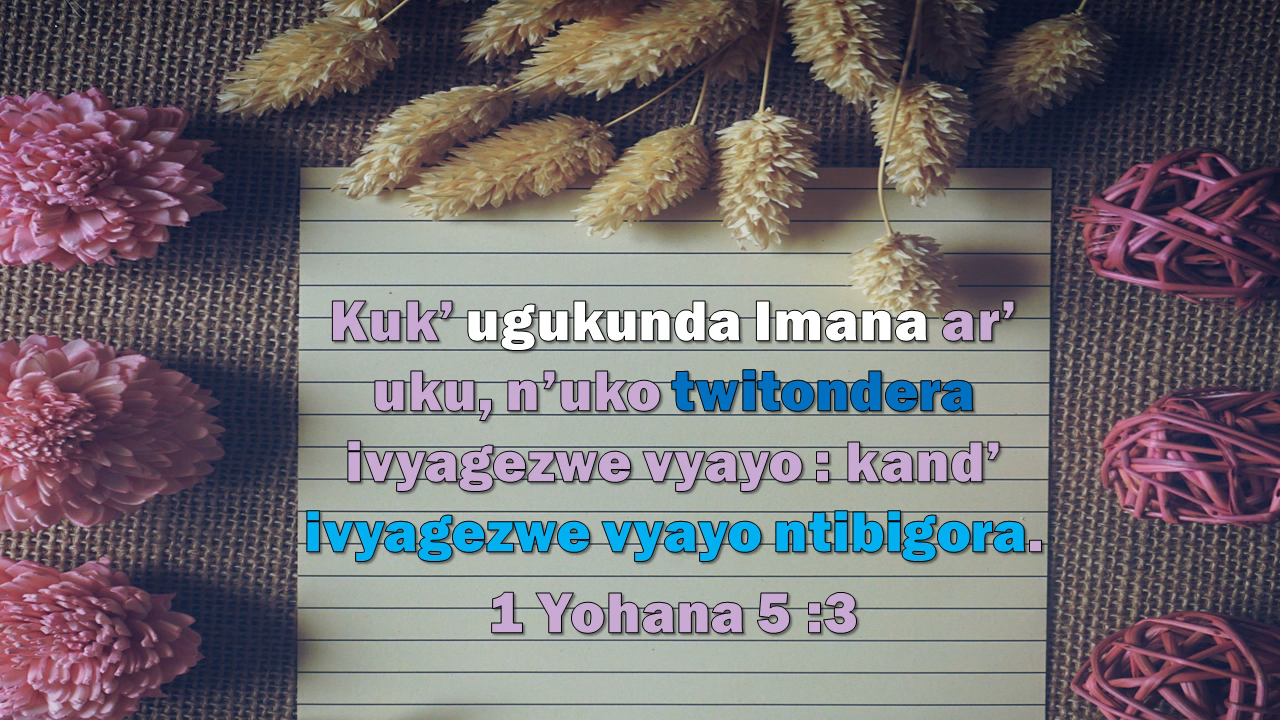 Kuk’ ugukunda Imana ar’
uku, n’uko twitondera
ivyagezwe vyayo : kand’
ivyagezwe vyayo ntibigora.
1 Yohana 5 :3